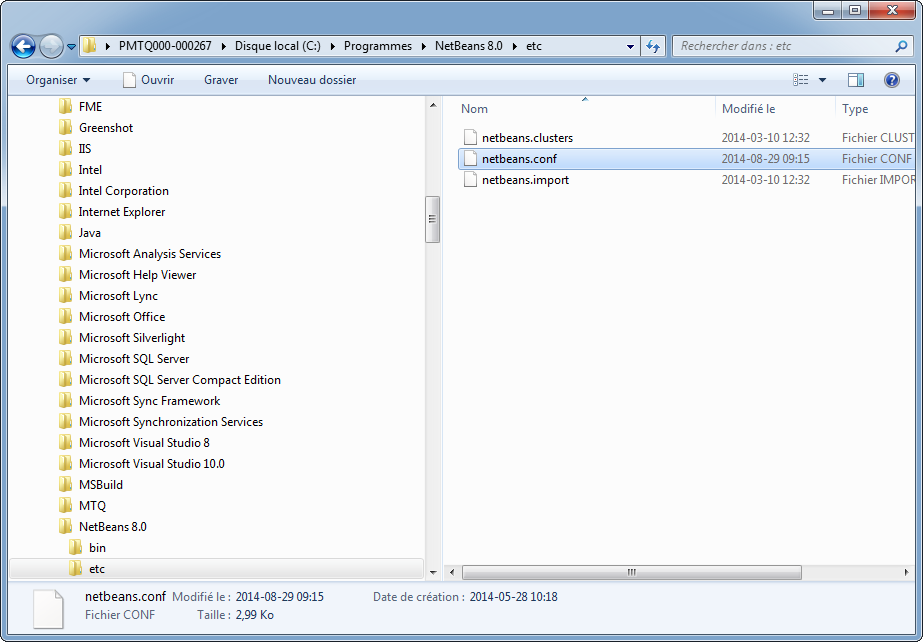 PMTQ000-000267 Disque local (C:) Programmes NetBeans 8.0 etc
Rechercher dans : etc
Organiser Ouvrir Graver Nouveau dossier
FME
Greenshot
IIS
Intel
Intel Corporation
Internet Explorer
Java
Microsoft Analysis Services
Microsoft Help Viewer
Microsoft Lync
Microsoft Office
Microsoft Silverlight
Microsoft SQL Server
Microsoft SQL Server Compact Edition
Microsoft Sync Framework
Microsoft Synchronization Services
Microsoft Visual Studio 8
Microsoft Visual Studio 10.0
MSBuild
MTQ
NetBeans 8.0
bin
etc
Nom Modifié le Type
netbeans.clusters 2014-03-10 12:32 Fichier CLUST
netbeans.conf 2014-08-29 09:15 Fichier CONF
netbeans.import 2014-03-10 12:32 Fichier IMPOR
netbeans.conf Modifié le : 2014-08-29 09:15 Date de création : 2014-05-28 10:18
Fichier CONF Taille : 2,99 Ko